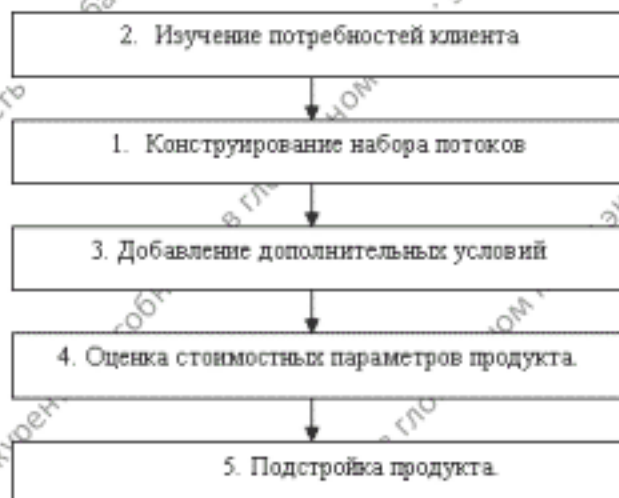 2. Изучение потребностей клиента
1. Конструирование набора потоков
3. Добавление дополнительных условий
4. Оценка стоимостных параметров продукта.
5. Подстройка продукта.